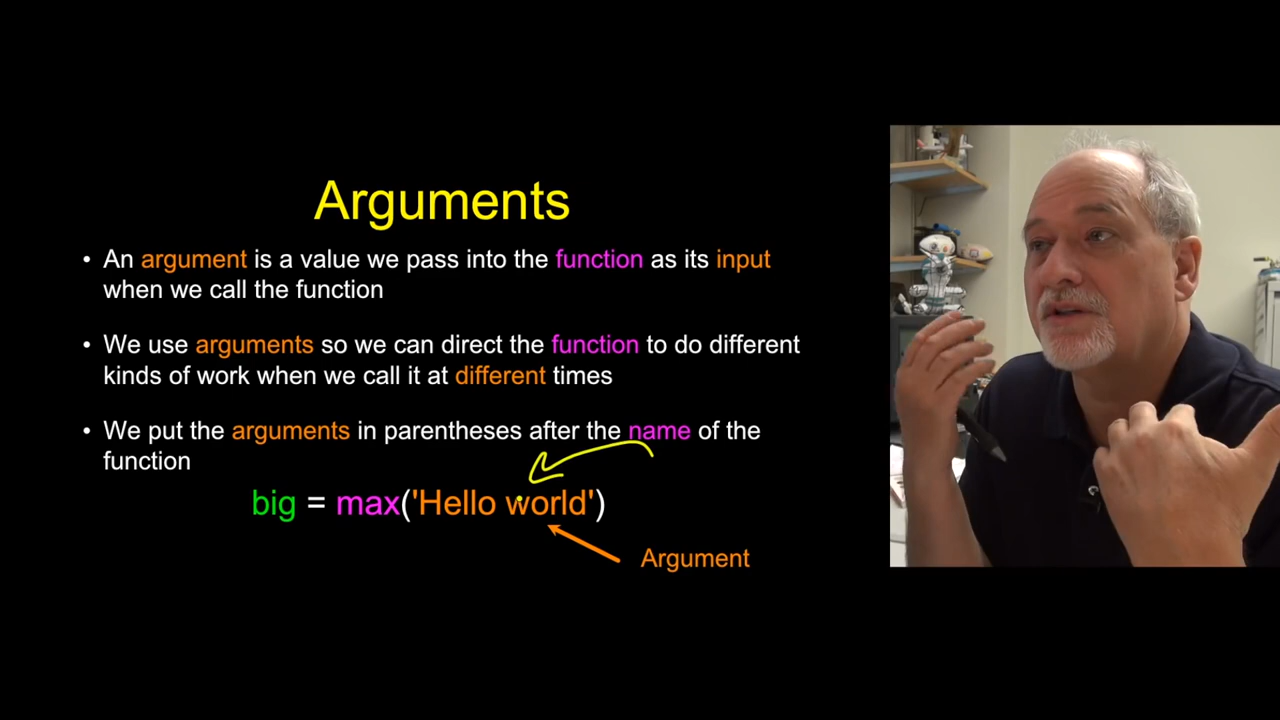 Arguments
• An argument is a value we pass into the function as its input
when we call the function
• We use arguments so we can direct the function to do different
kinds of work when we call it at different times
• We put the arguments in parentheses after the name of the
function
big = max('Hello world')
Argument